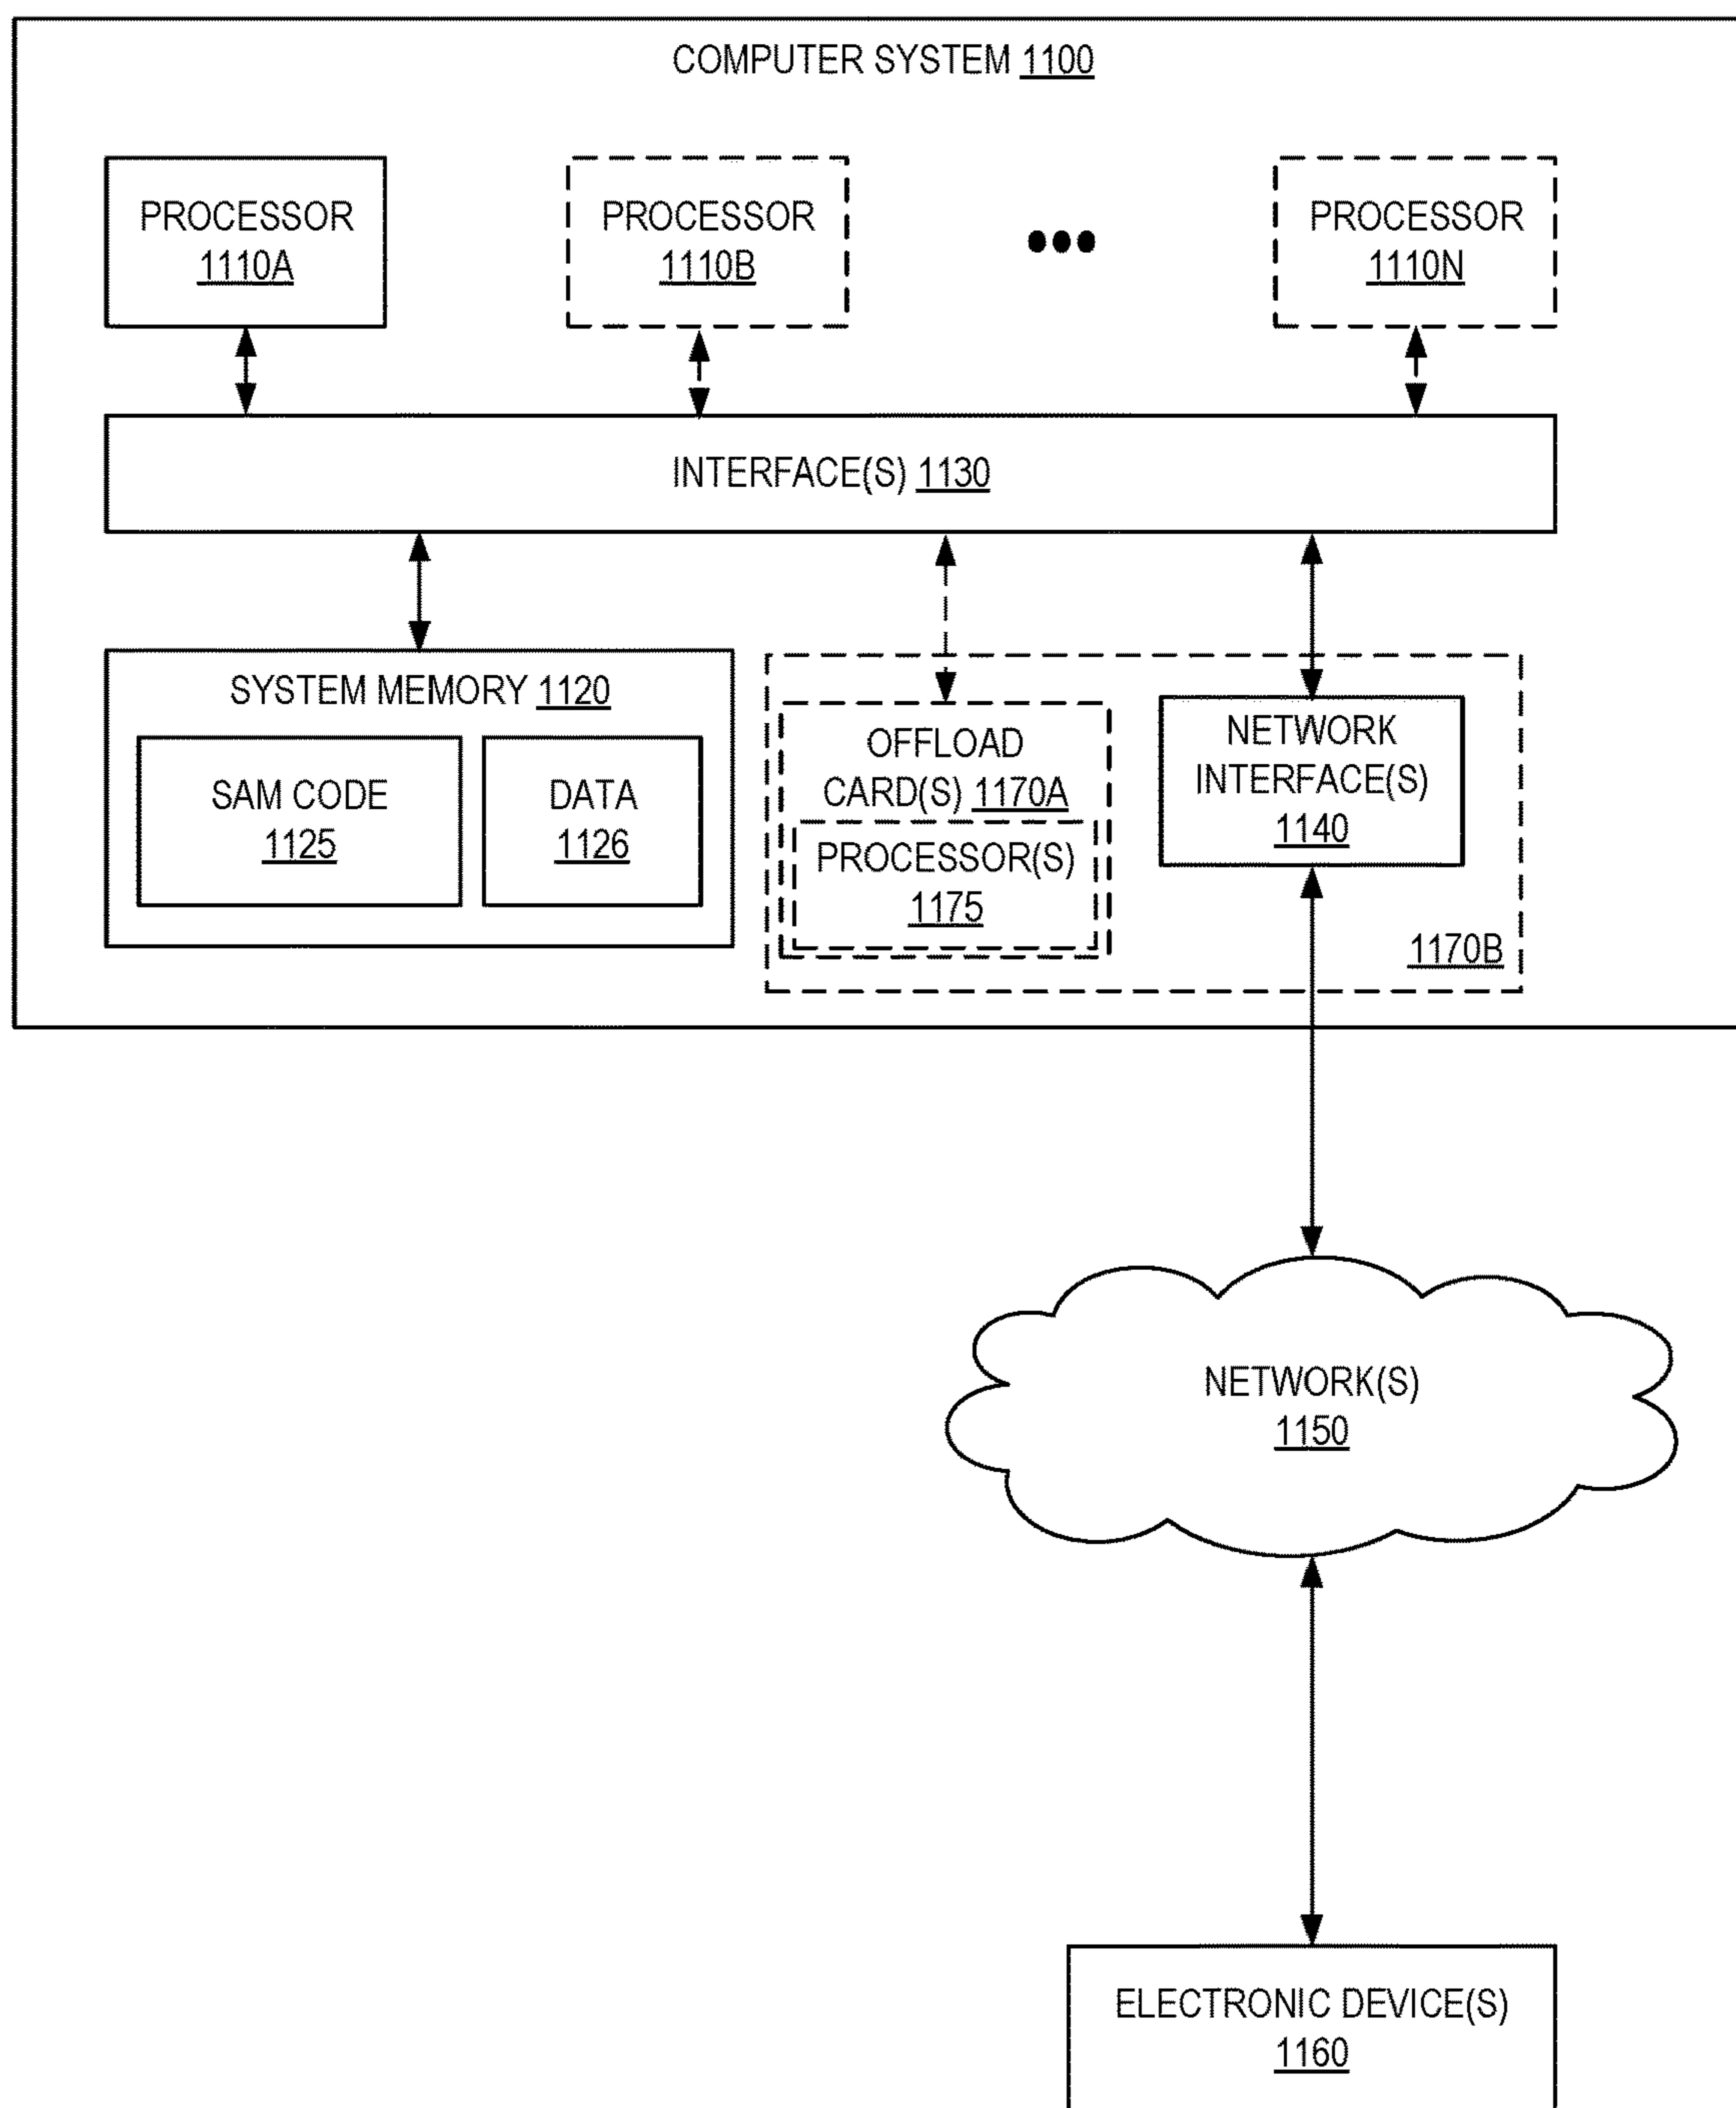 COMPUTER SYSTEM 1100
PROCESSOR
1110A
PROCESSOR
1110B
PROCESSOR
1110N
INTERFACE(S) 1130
SYSTEM MEMORY 1120
SAM CODE
1125
DATA
1126
OFFLOAD
CARD(S) 1170A
PROCESSOR(S)
1175
NETWORK
INTERFACE(S)
1140
1170B
NETWORK(S)
1150
ELECTRONIC DEVICE(S)
1160